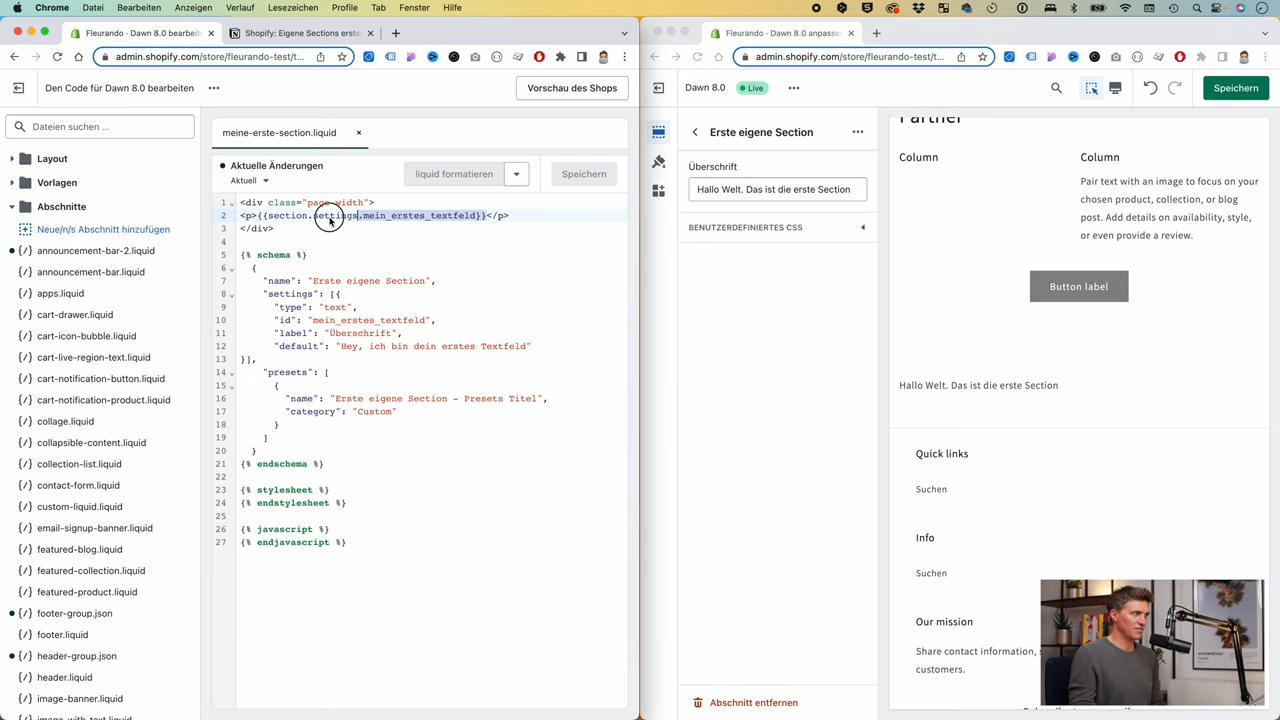 Chrome Datei Bearbeiten Anzeigen Verlauf Lesezeichen Profile Tab Fenster Hilfe
Fleurando · Dawn 8.0 bearbeite
Shopify: Eigene Sections erste
Fleurando · Dawn 8.0 anpasse
admin.shopify.com/store/fleurando-test/t...
admin.shopify.com/store/fleurando-test/t...
Den Code für Dawn 8.0 bearbeiten
Vorschau des Shops
Dawn 8.0
Live
Speichern
Dateien suchen ...
Layout
Vorlagen
Abschnitte
Neue/n/s Abschnitt hinzufügen
announcement-bar-2.liquid
announcement-bar.liquid
apps.liquid
cart-drawer.liquid
cart-icon-bubble.liquid
cart-live-region-text.liquid
cart-notification-button.liquid
cart-notification-product.liquid
collage.liquid
collapsible-content.liquid
collection-list.liquid
contact-form.liquid
custom-liquid.liquid
email-signup-banner.liquid
featured-blog.liquid
featured-collection.liquid
featured-product.liquid
footer-group.json
footer.liquid
header-group.json
header.liquid
image-banner.liquid
image-with-text.liquid
meine-erste-section.liquid
Aktuelle Änderungen
Aktuell
liquid formatieren
Speichern
1 <div class="page-width">
2 <p>{{section.settings.mein_erstes_textfeld}}</p>
3 </div>
4
5 {% schema %}
6 {
7 "name": "Erste eigene Section",
8 "settings": [{
9 "type": "text",
10 "id": "mein_erstes_textfeld",
11 "label": "Überschrift",
12 "default": "Hey, ich bin dein erstes Textfeld"
13 }],
14 "presets": [
15 {
16 "name": "Erste eigene Section - Presets Titel",
17 "category": "Custom"
18 }
19 ]
20 }
21 {% endschema %}
22
23 {% stylesheet %}
24 {% endstylesheet %}
25
26 {% javascript %}
27 {% endjavascript %}
Erste eigene Section
Überschrift
Hallo Welt. Das ist die erste Section
BENUTZERDEFINIERTES CSS
Abschnitt entfernen
Partner
Column
Column
Pair text with an image to focus on your
chosen product, collection, or blog
post. Add details on availability, style,
or even provide a review.
Button label
Hallo Welt. Das ist die erste Section
Quick links
Suchen
Info
Suchen
Our mission
Share contact information,
customers.